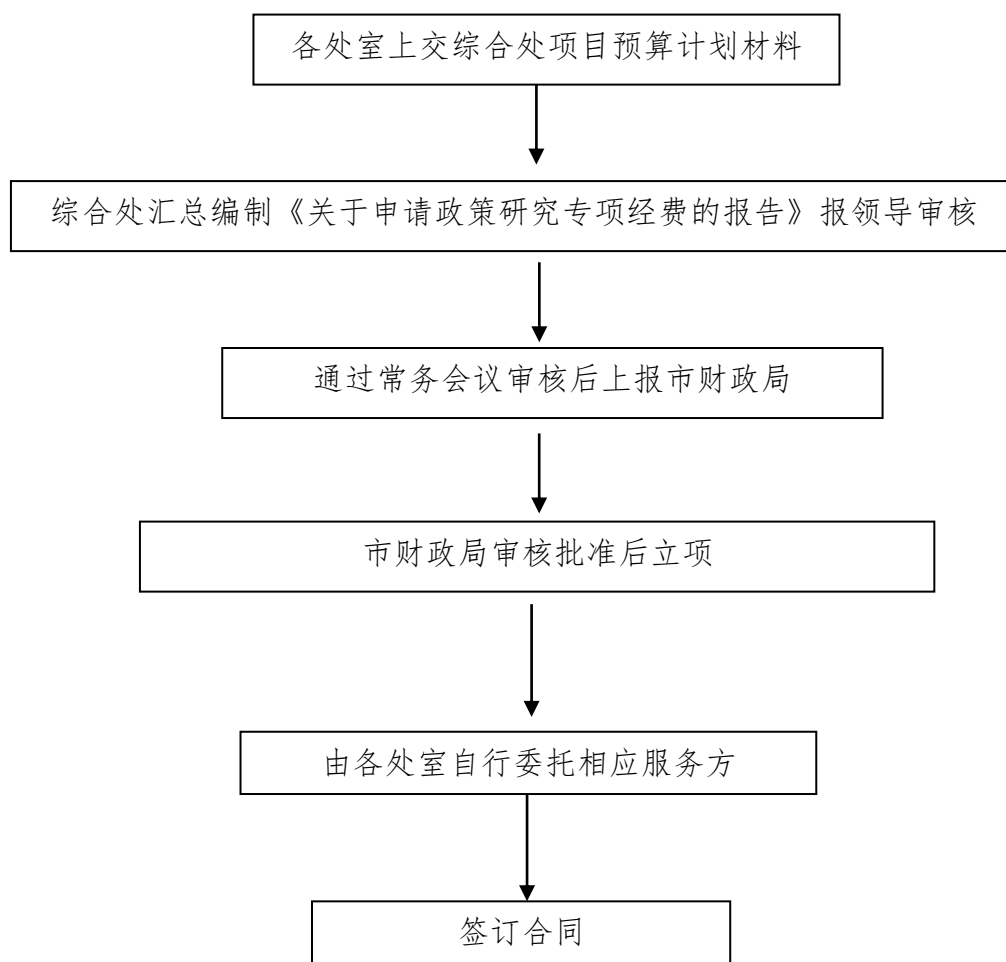 各处室上交综合处项目预算计划材料
综合处汇总编制《关于申请政策研究专项经费的报告》报领导审核
通过常务会议审核后上报市财政局
市财政局审核批准后立项
由各处室自行委托相应服务方
签订合同